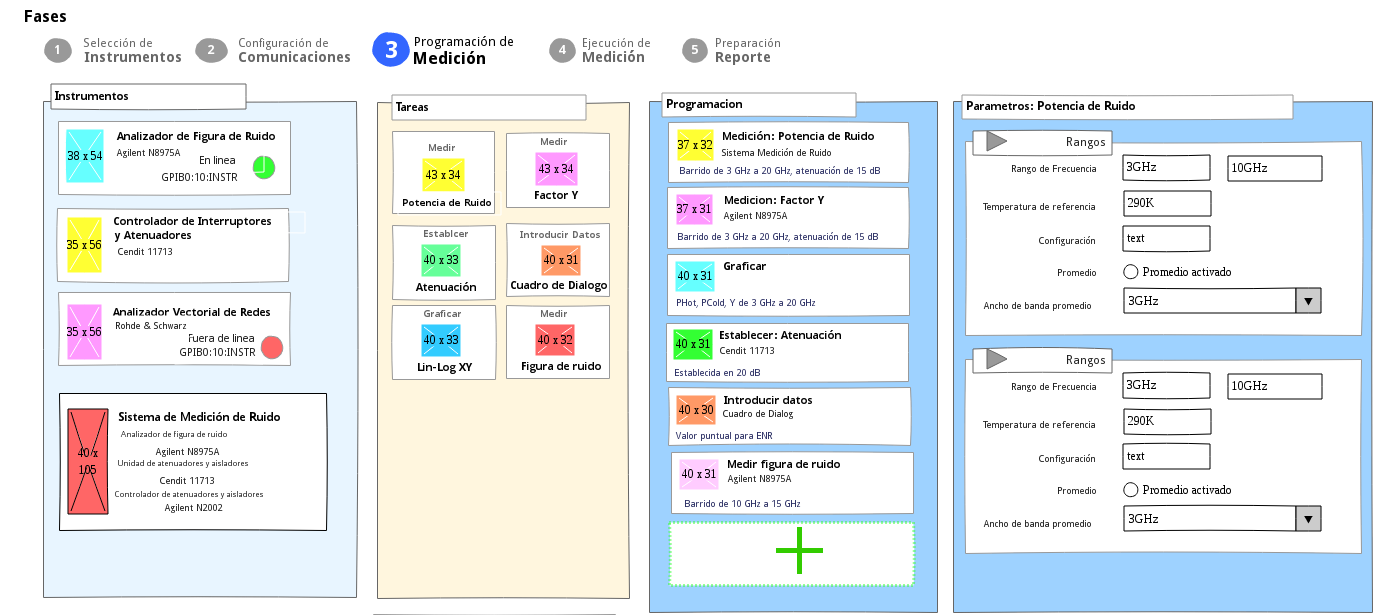 Fases
1
Selección de
Instrumentos
2
Configuración de
Comunicaciones
3
Programación de
Medición
4
Ejecución de
Medición
5
Preparación
Reporte
Instrumentos
38 x 54
Analizador de Figura de Ruido
Agilent N8975A
En linea
GPIB0:10:INSTR
35 x 56
Controlador de Interruptores
y Atenuadores
Cendit 11713
35 x 56
Analizador Vectorial de Redes
Rohde & Schwarz
Fuera de linea
GPIB0:10:INSTR
40 x
105
Sistema de Medición de Ruido
Analizador de figura de ruido
Agilent N8975A
Unidad de atenuadores y aisladores
Cendit 11713
Controlador de atenuadores y aisladores
Agilent N2002
Tareas
Medir
43 x 34
Potencia de Ruido
Medir
43 x 34
Factor Y
Establcer
40 x 33
Atenuación
Introducir Datos
40 x 31
Cuadro de Dialogo
Graficar
40 x 33
Lin-Log XY
Medir
40 x 32
Figura de ruido
Programacion
37 x 32
Medición: Potencia de Ruido
Sistema Medición de Ruido
Barrido de 3 GHz a 20 GHz, atenuación de 15 dB
37 x 31
Medicion: Factor Y
Agilent N8975A
Barrido de 3 GHz a 20 GHz, atenuación de 15 dB
40 x 31
Graficar
PHot, PCold, Y de 3 GHz a 20 GHz
40 x 31
Establecer: Atenuación
Cendit 11713
Establecida en 20 dB
40 x 30
Introducir datos
Cuadro de Dialog
Valor puntual para ENR
40 x 31
Medir figura de ruido
Agilent N8975A
Barrido de 10 GHz a 15 GHz
Parametros: Potencia de Ruido
Rangos
Rango de Frecuencia
3GHz
10GHz
Temperatura de referencia
290K
Configuración
text
Promedio
Promedio activado
Ancho de banda promedio
3GHz
Rangos
Rango de Frecuencia
3GHz
10GHz
Temperatura de referencia
290K
Configuración
text
Promedio
Promedio activado
Ancho de banda promedio
3GHz